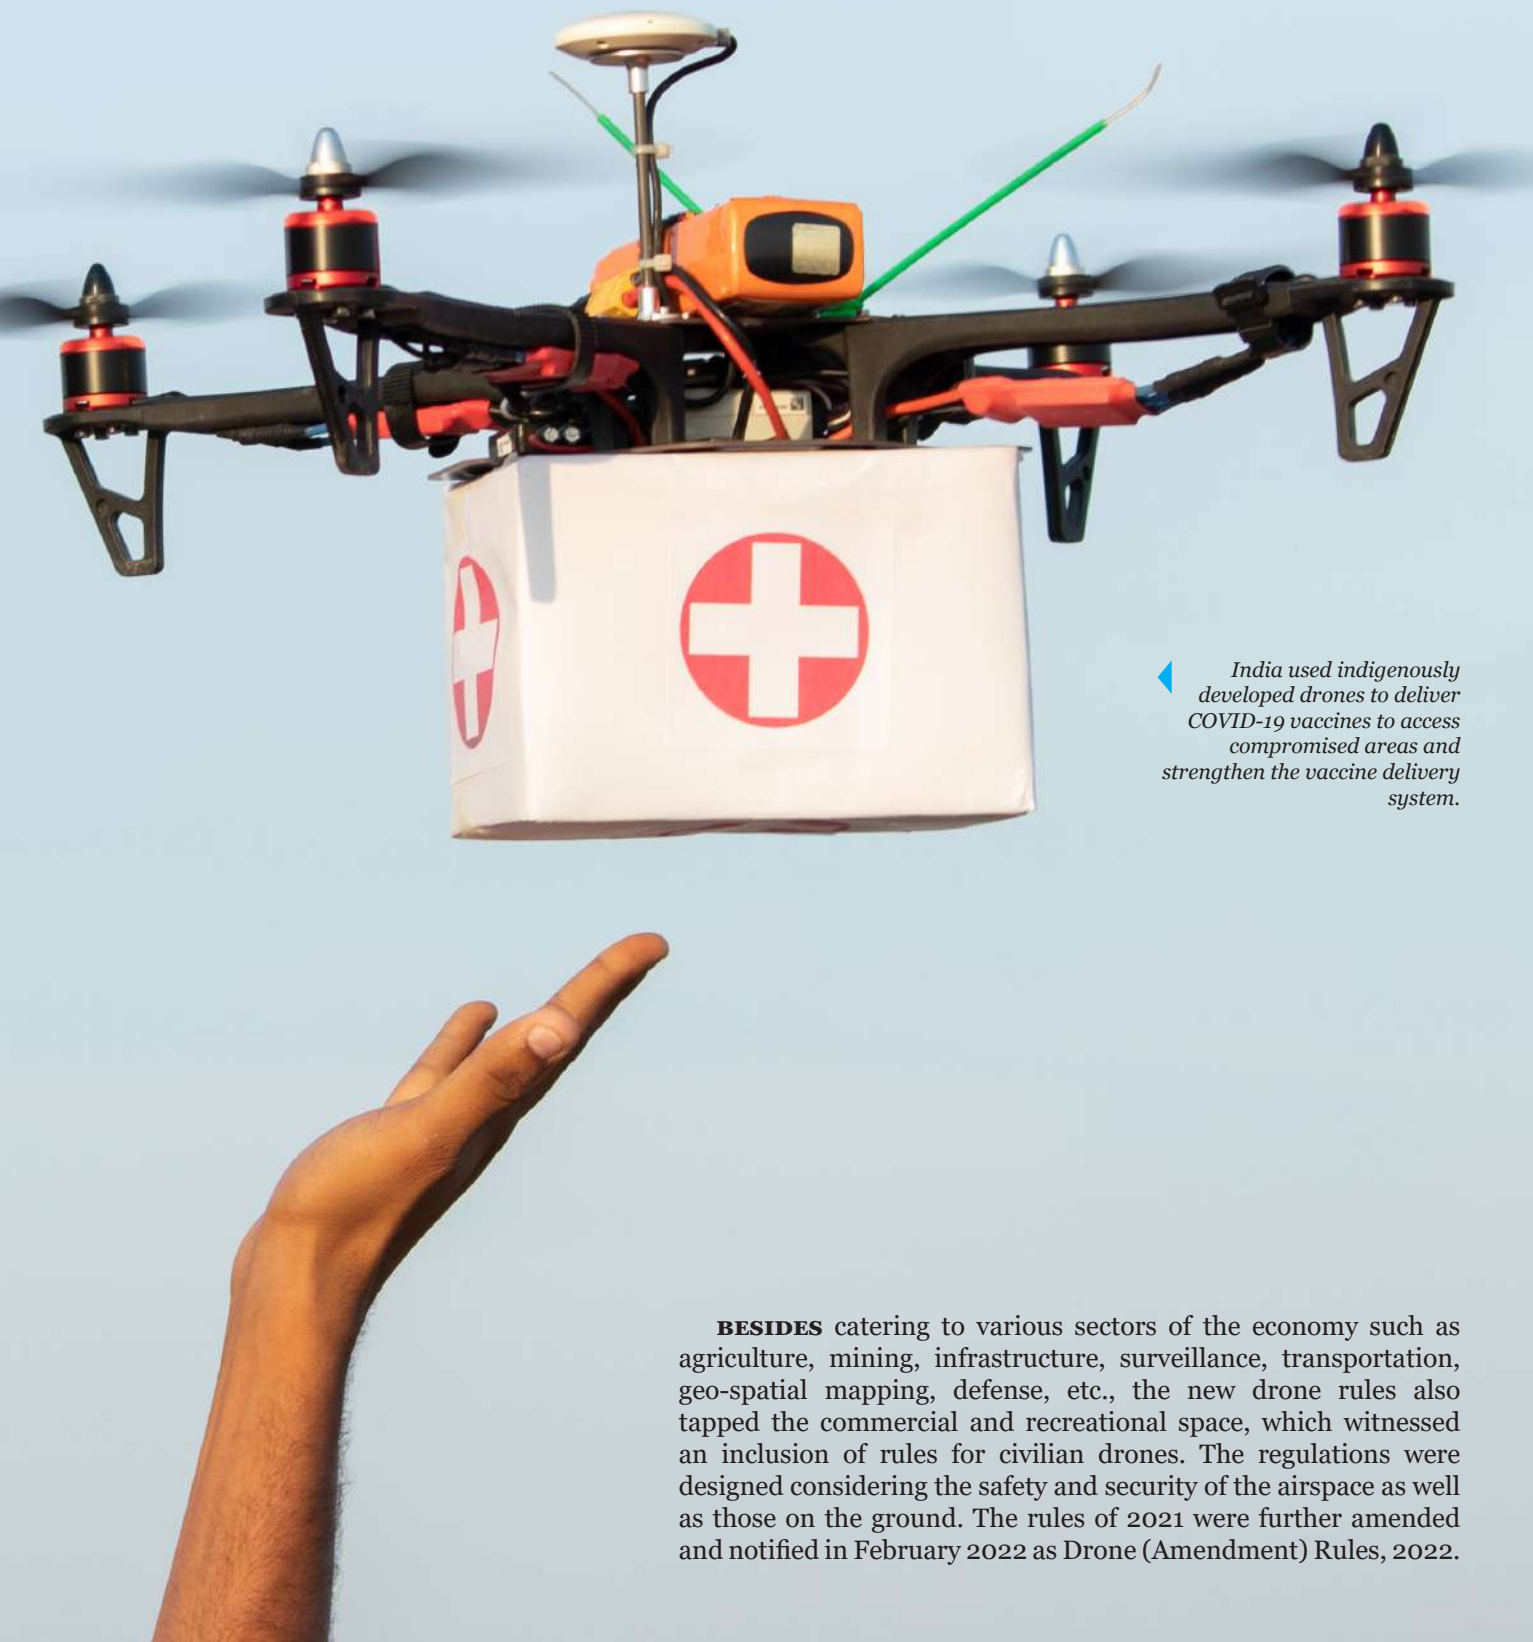 India used indigenously
developed drones to deliver
COVID-19 vaccines to access
compromised areas and
strengthen the vaccine delivery
system.
BESIDES catering to various sectors of the economy such as
agriculture, mining, infrastructure, surveillance, transportation,
geo-spatial mapping, defense, etc., the new drone rules also
tapped the commercial and recreational space, which witnessed
an inclusion of rules for civilian drones. The regulations were
designed considering the safety and security of the airspace as well
as those on the ground. The rules of 2021 were further amended
and notified in February 2022 as Drone (Amendment) Rules, 2022.